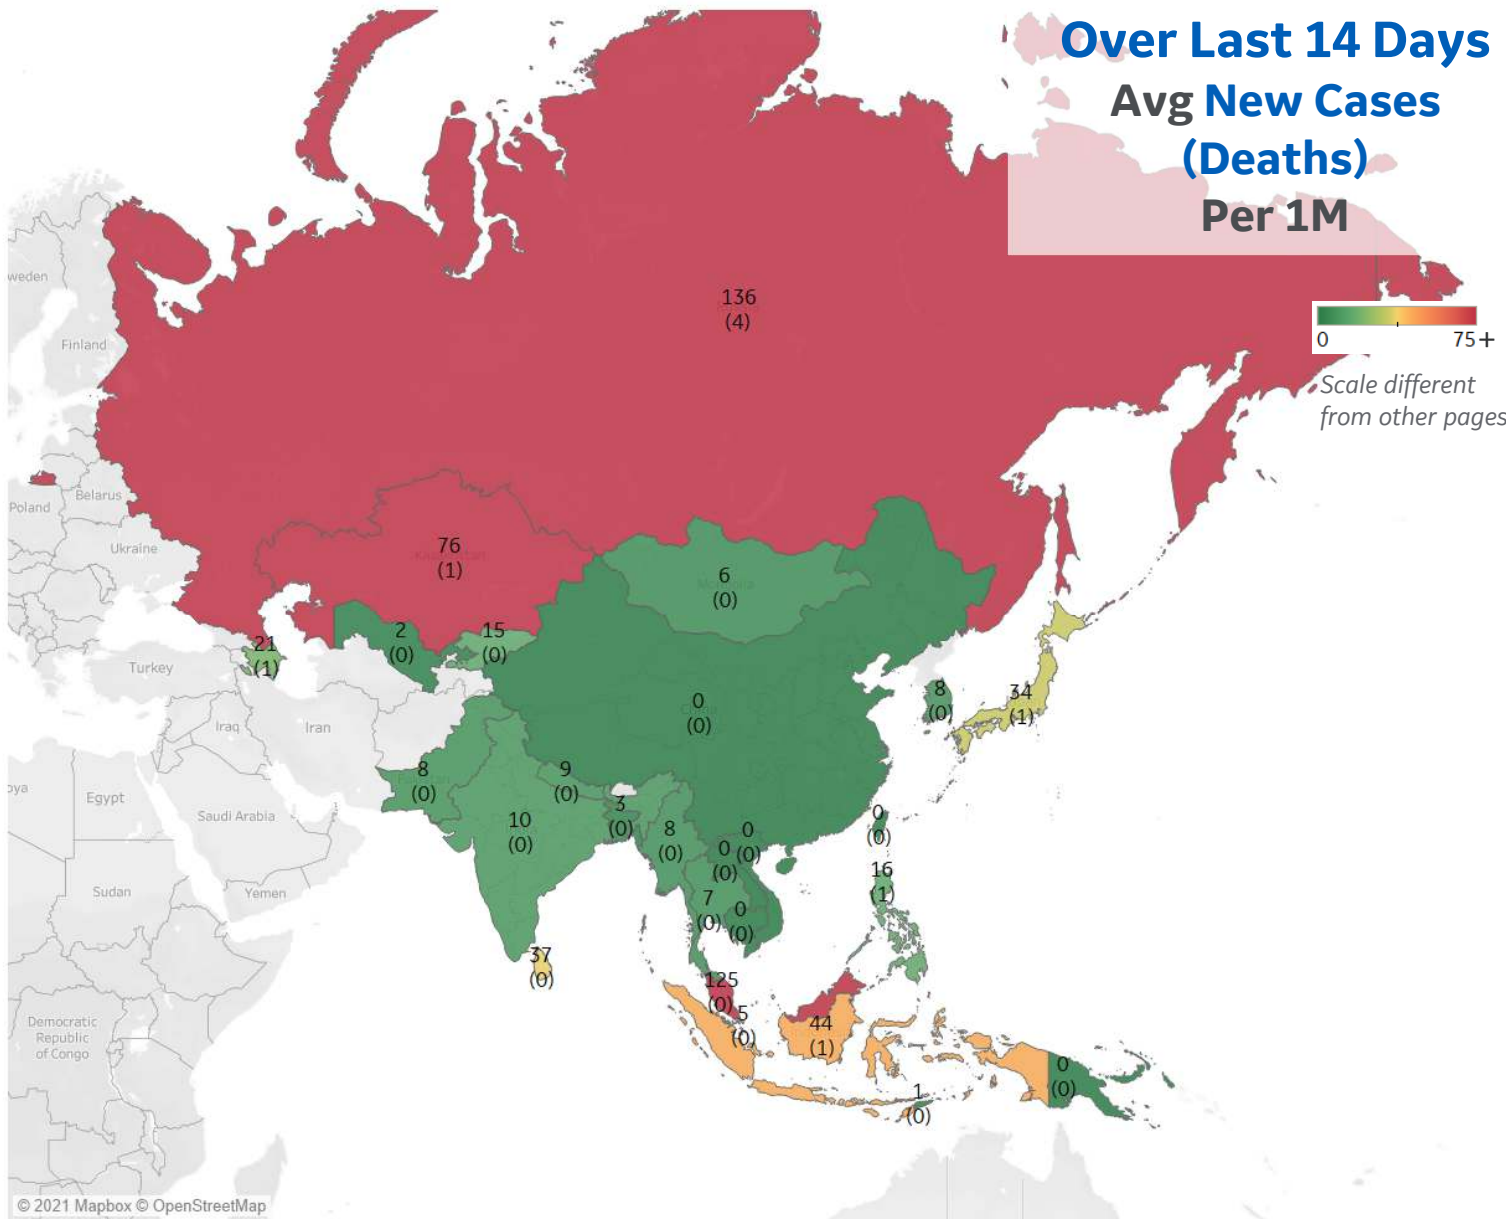 Over Last 14 Days
Avg New Cases
(Deaths)
Per 1M
136
(4)
0 75+
Scale different
from other pages
weden
Finland
Poland
Belarus
Ukraine
76
(1)
6
(0)
2
(0)
15
(0)
21
(1)
Turkey
Iraq
Iran
0
(0)
8
(0)
34
(1)
8
(0)
9
(0)
10
(0)
3
(0)
8
(0)
0
(0)
0
(0)
0
(0)
16
(1)
7
(0)
0
(0)
oya
Egypt
Saudi Arabia
Sudan
Yemen
37
(0)
125
(0)
5
(0)
44
(1)
1
(0)
0
(0)
Democratic
Republic
of Congo
© 2021 Mapbox © OpenStreetMap